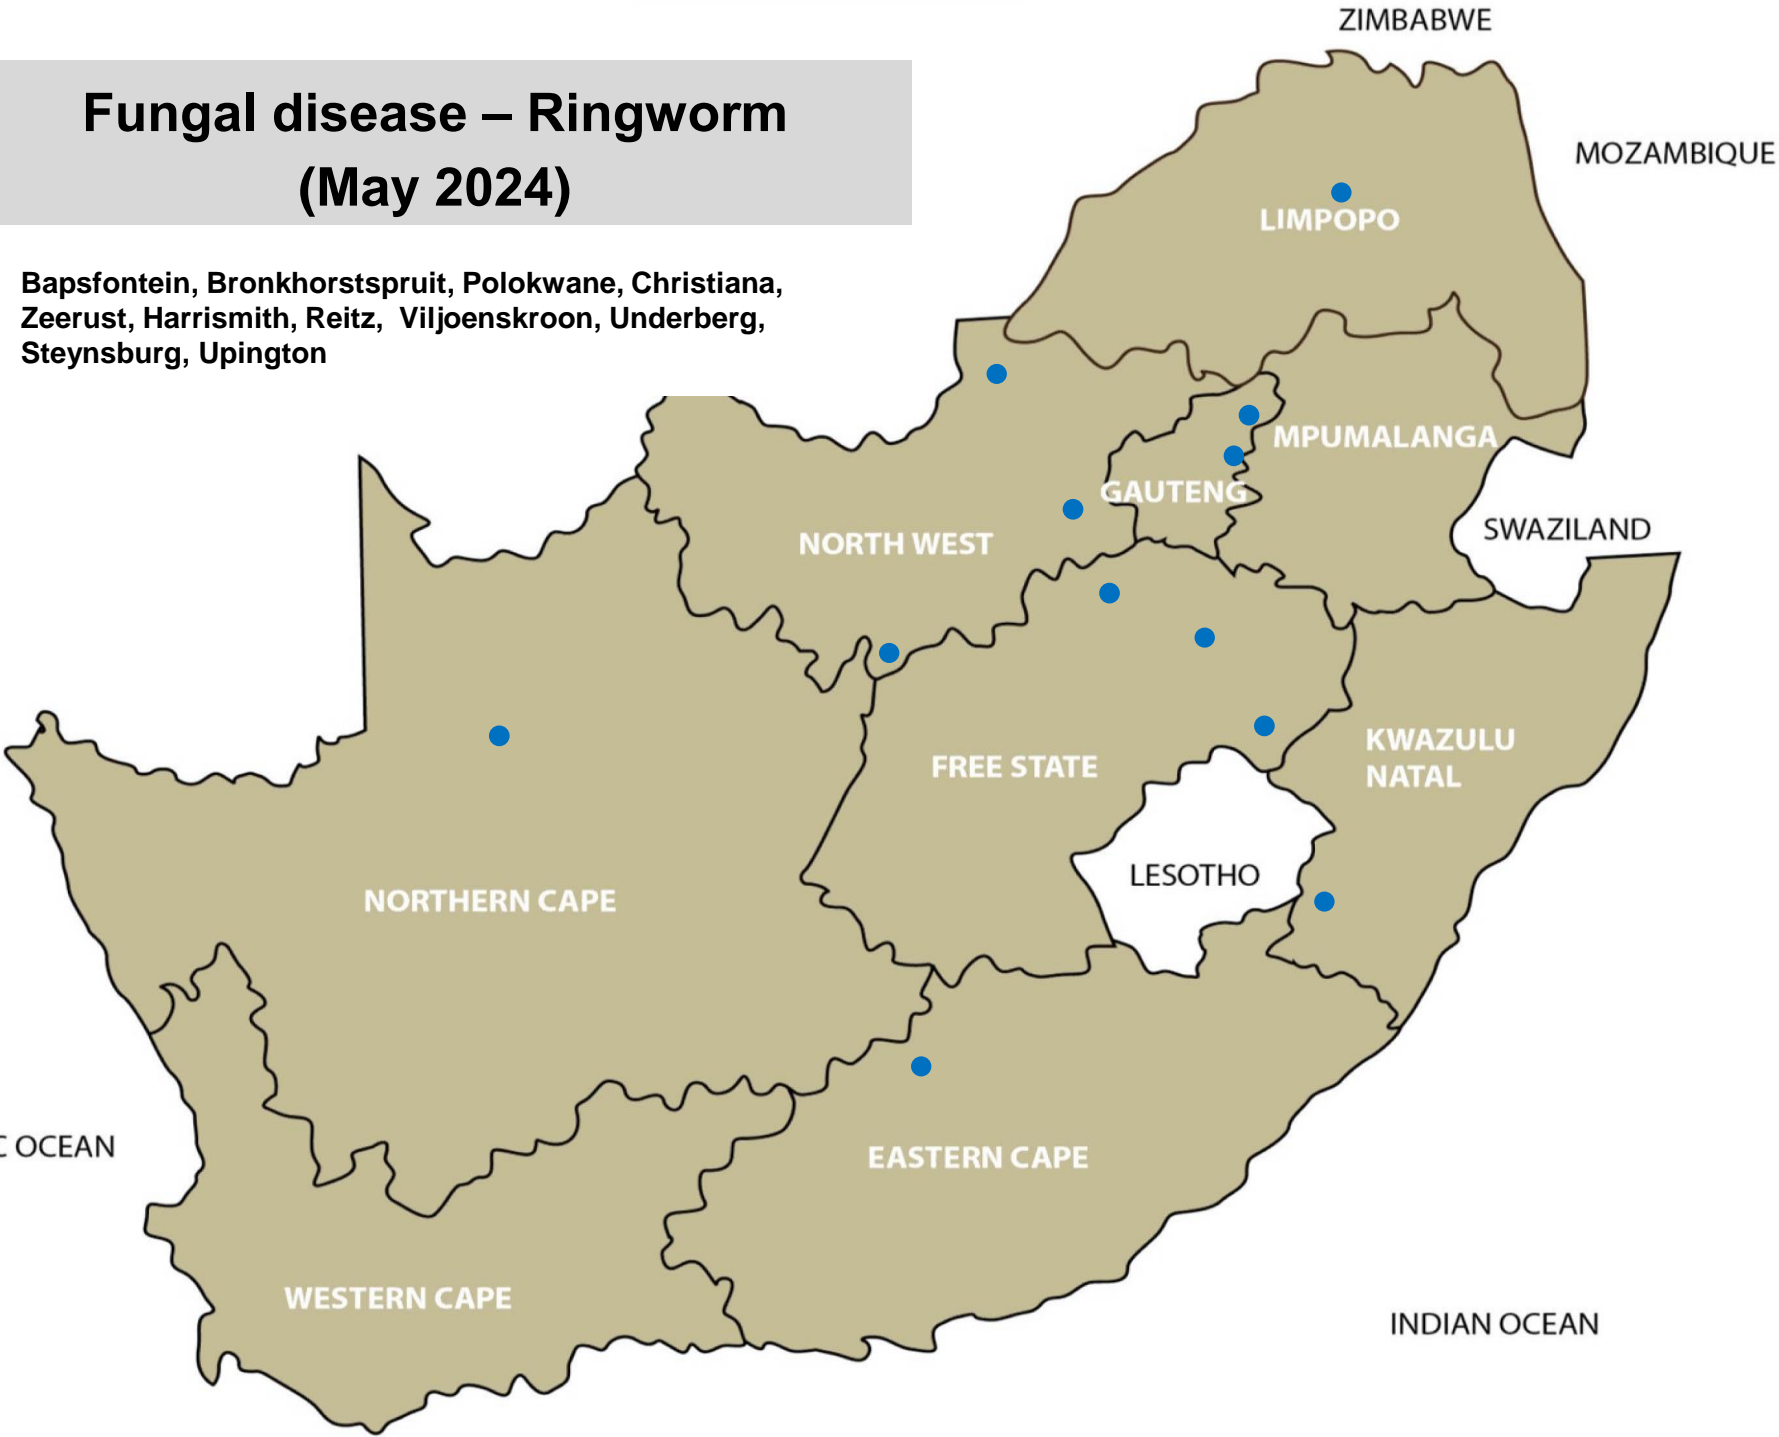 ZIMBABWE
Fungal disease – Ringworm
(May 2024)
MOZAMBIQUE
LIMPOPO
Bapsfontein, Bronkhorstspruit, Polokwane, Christiana,
Zeerust, Harrismith, Reitz, Viljoenskroon, Underberg,
Steynsburg, Upington
MPUMALANGA
GAUTENG
NORTH WEST
SWAZILAND
KWAZULU
NATAL
FREE STATE
LESOTHO
NORTHERN CAPE
C OCEAN
EASTERN CAPE
WESTERN CAPE
INDIAN OCEAN